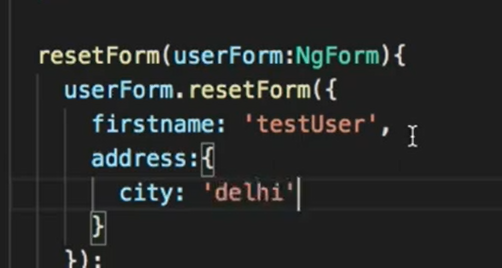 resetForm(userForm:NgForm){
userForm.resetForm({
firstname: 'testUser',
address:{
city: 'delhi'
}
});